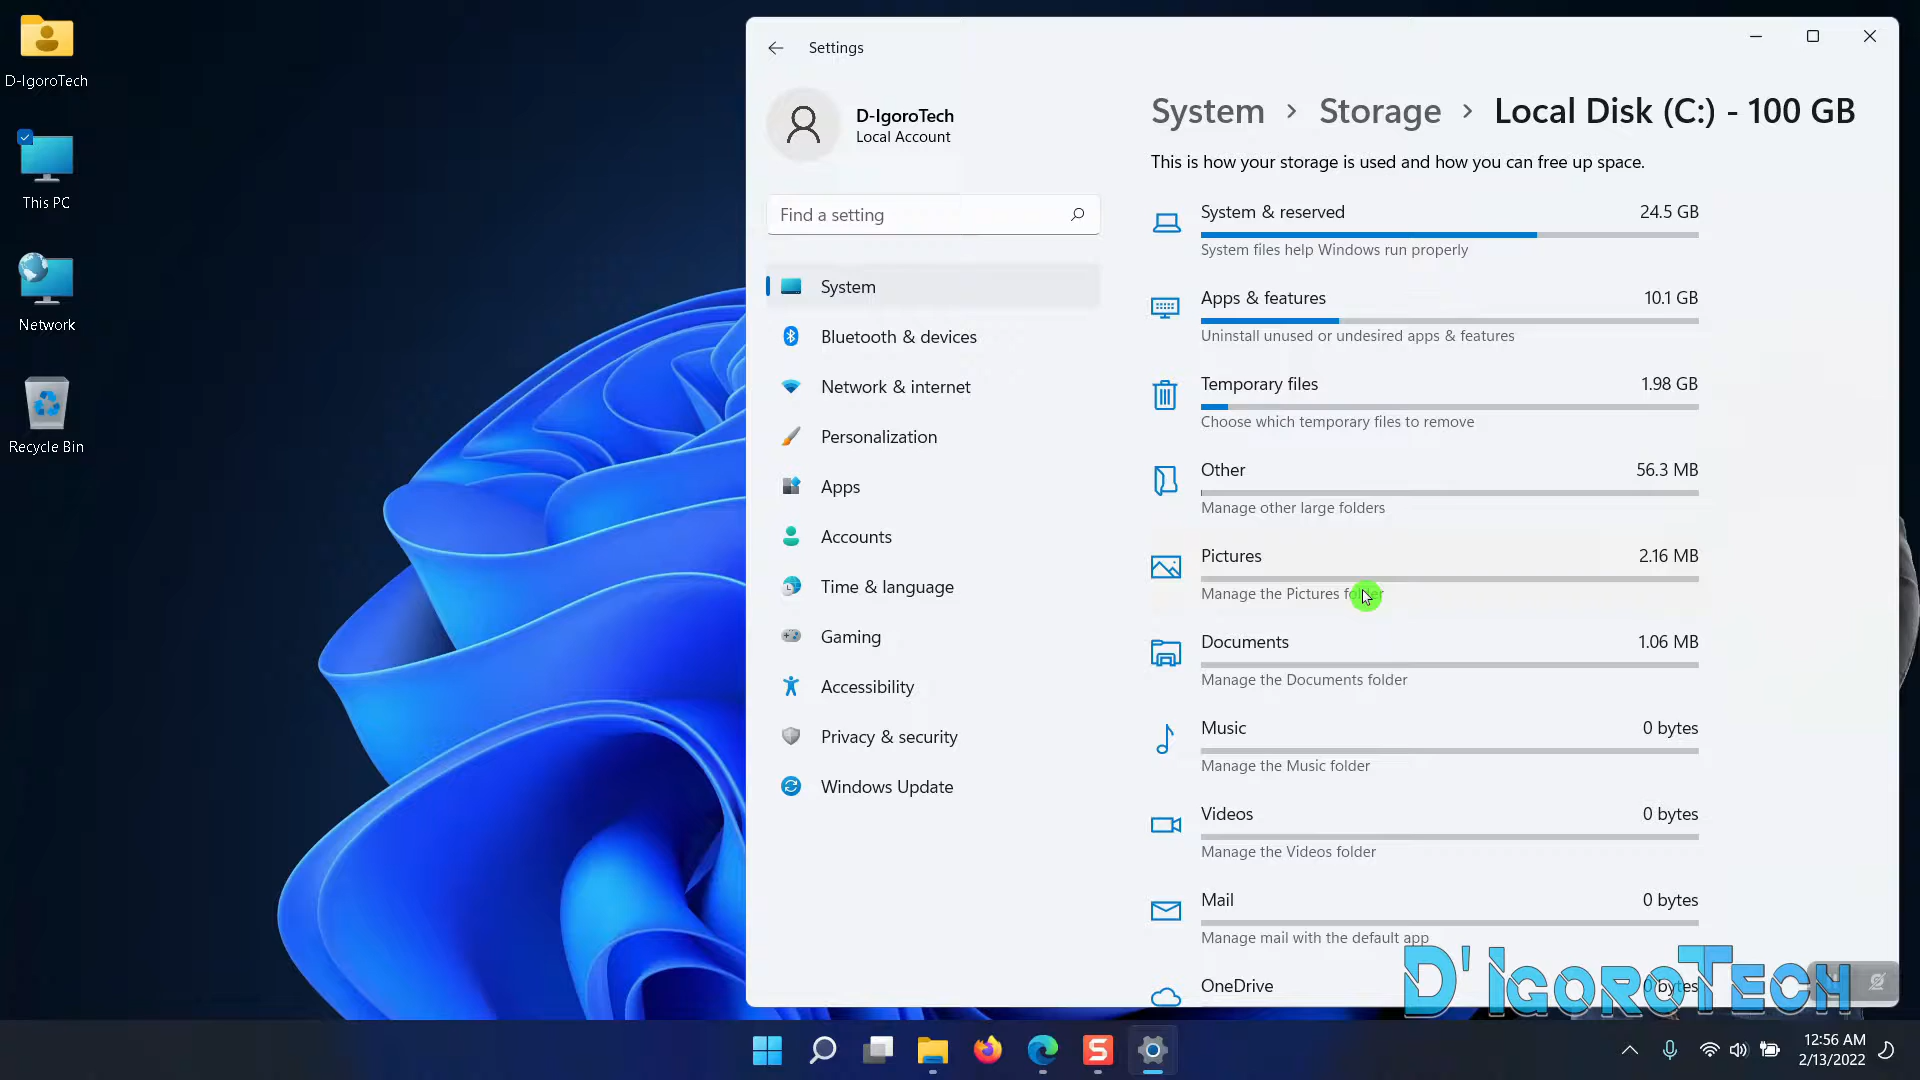 D-IgoroTech
This PC
Network
Recycle Bin
Settings
D-IgoroTech
Local Account
Find a setting
System
Bluetooth & devices
Network & internet
Personalization
Apps
Accounts
Time & language
Gaming
Accessibility
Privacy & security
Windows Update
System > Storage > Local Disk (C:) - 100 GB
This is how your storage is used and how you can free up space.
System & reserved 24.5 GB
System files help Windows run properly
Apps & features 10.1 GB
Uninstall unused or undesired apps & features
Temporary files 1.98 GB
Choose which temporary files to remove
Other 56.3 MB
Manage other large folders
Pictures 2.16 MB
Manage the Pictures folder
Documents 1.06 MB
Manage the Documents folder
Music 0 bytes
Manage the Music folder
Videos 0 bytes
Manage the Videos folder
Mail 0 bytes
Manage mail with the default app
OneDrive 0 bytes
D'IGOROTECH
S
12:56 AM
2/13/2022